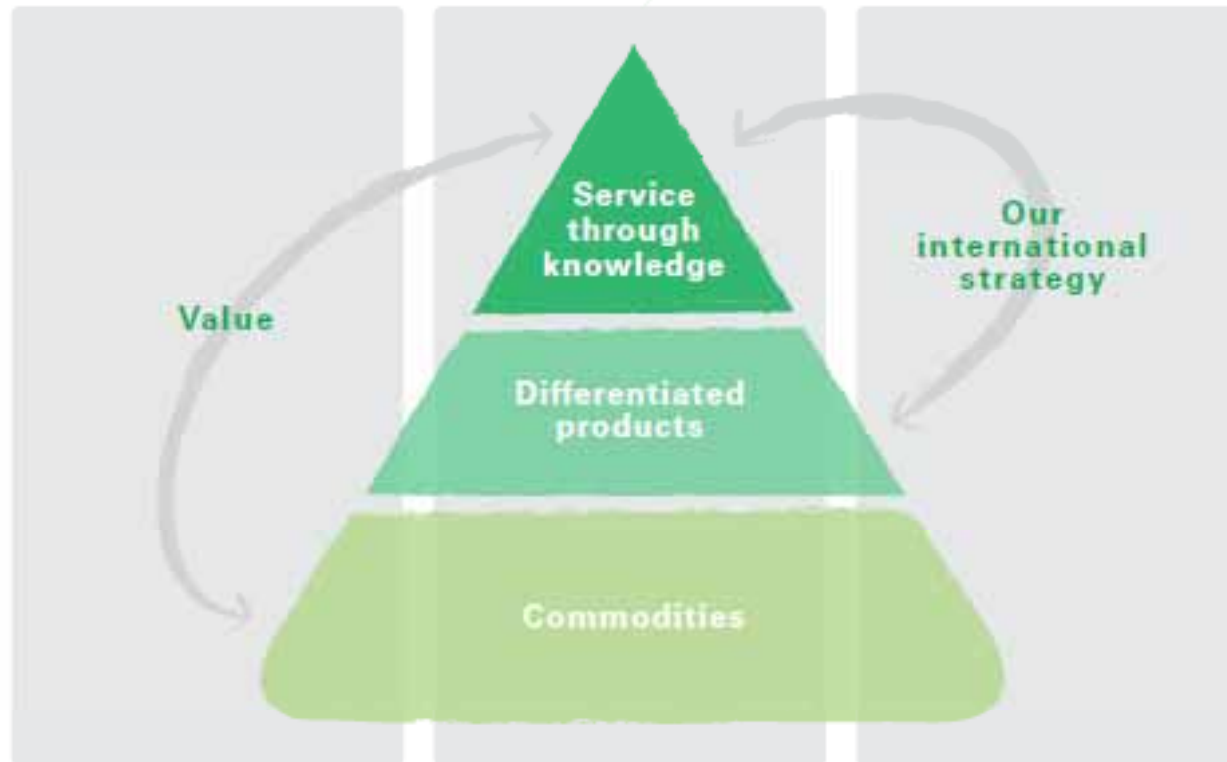 Service
through
knowledge
Our
international
strategy
Value
Differentiated
products
Commodities